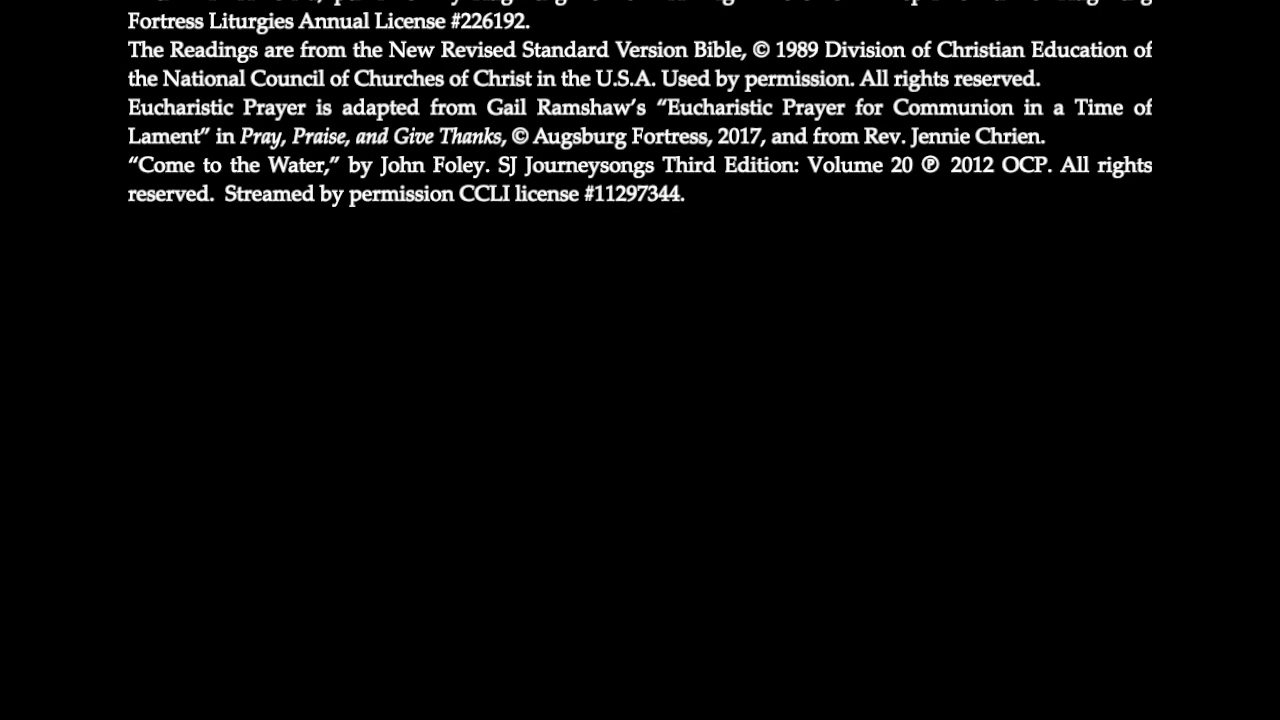 Fortress Liturgies Annual License #226192.
The Readings are from the New Revised Standard Version Bible, © 1989 Division of Christian Education of
the National Council of Churches of Christ in the U.S.A. Used by permission. All rights reserved.
Eucharistic Prayer is adapted from Gail Ramshaw’s “Eucharistic Prayer for Communion in a Time of
Lament” in Pray, Praise, and Give Thanks, © Augsburg Fortress, 2017, and from Rev. Jennie Chrien.
“Come to the Water,” by John Foley. SJ Journeysongs Third Edition: Volume 20 ℗ 2012 OCP. All rights
reserved.  Streamed by permission CCLI license #11297344.